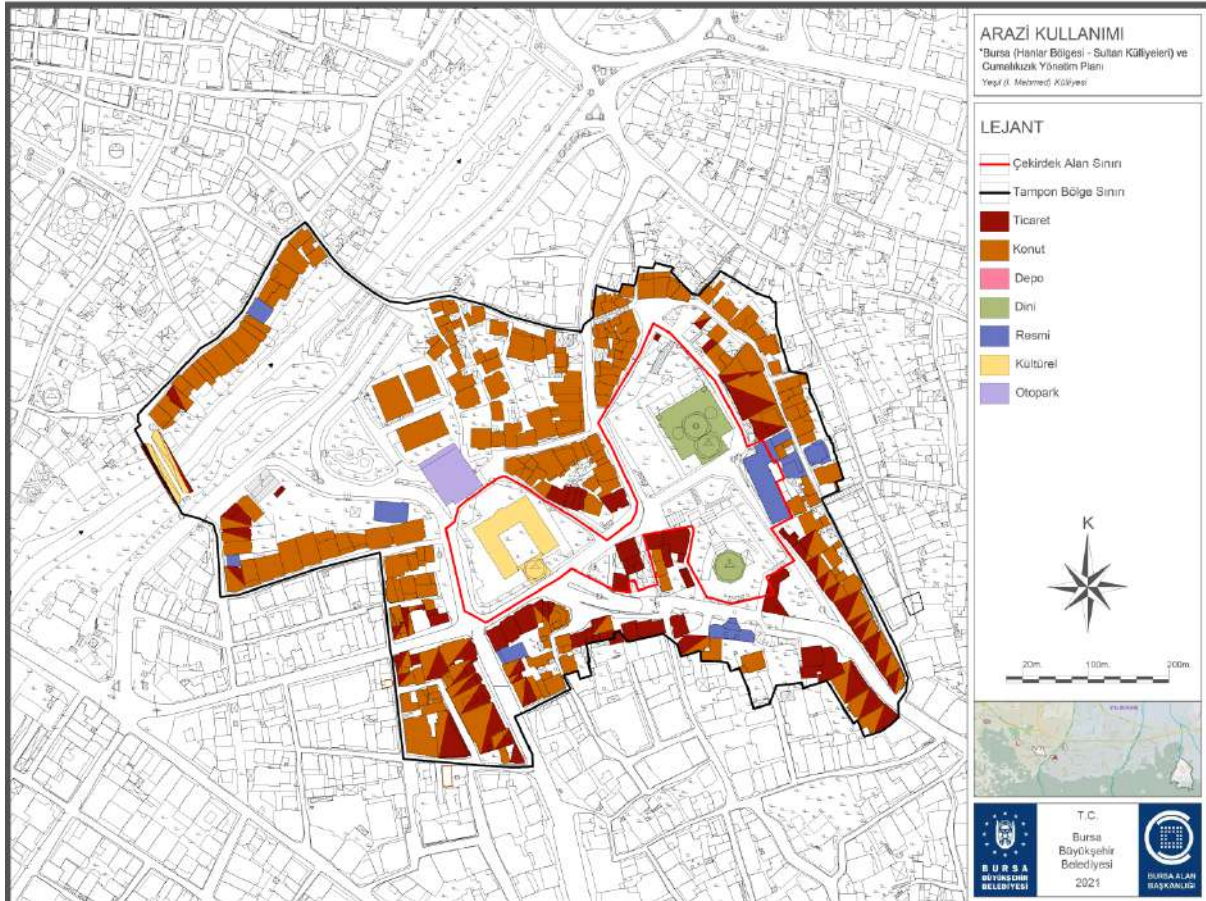 ARAZİ KULLANIMI
"Bursa (Hanlar Bölgesi - Sultan Külliyeleri) ve
Cumalıkızık Yönetim Planı
Yeşil (I. Mehmed) Külliyesi
LEJANT
Çekirdek Alan Sınırı
Tampon Bölge Sınırı
Ticaret
Konut
Depo
Dini
Resmi
Kültürel
Otopark
K
20m. 100m. 200m.
BURSA
BÜYÜKŞEHİR
BELEDİYESİ
T.C.
Bursa
Büyükşehir
Belediyesi
2021
BURSA ALAN
BAŞKANLIĞI